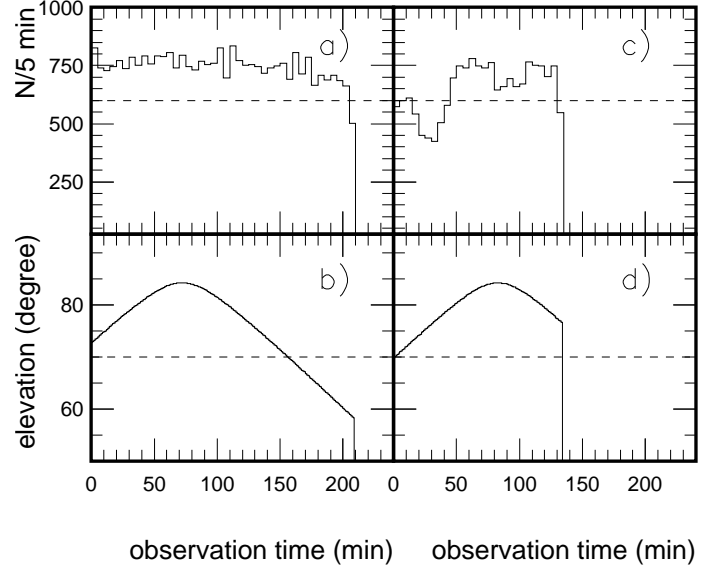 N/5 min
1000
750
500
250
a)
c)
elevation (degree)
80
60
b)
d)
0 50 100 150 200 0 50 100 150 200
observation time (min) observation time (min)